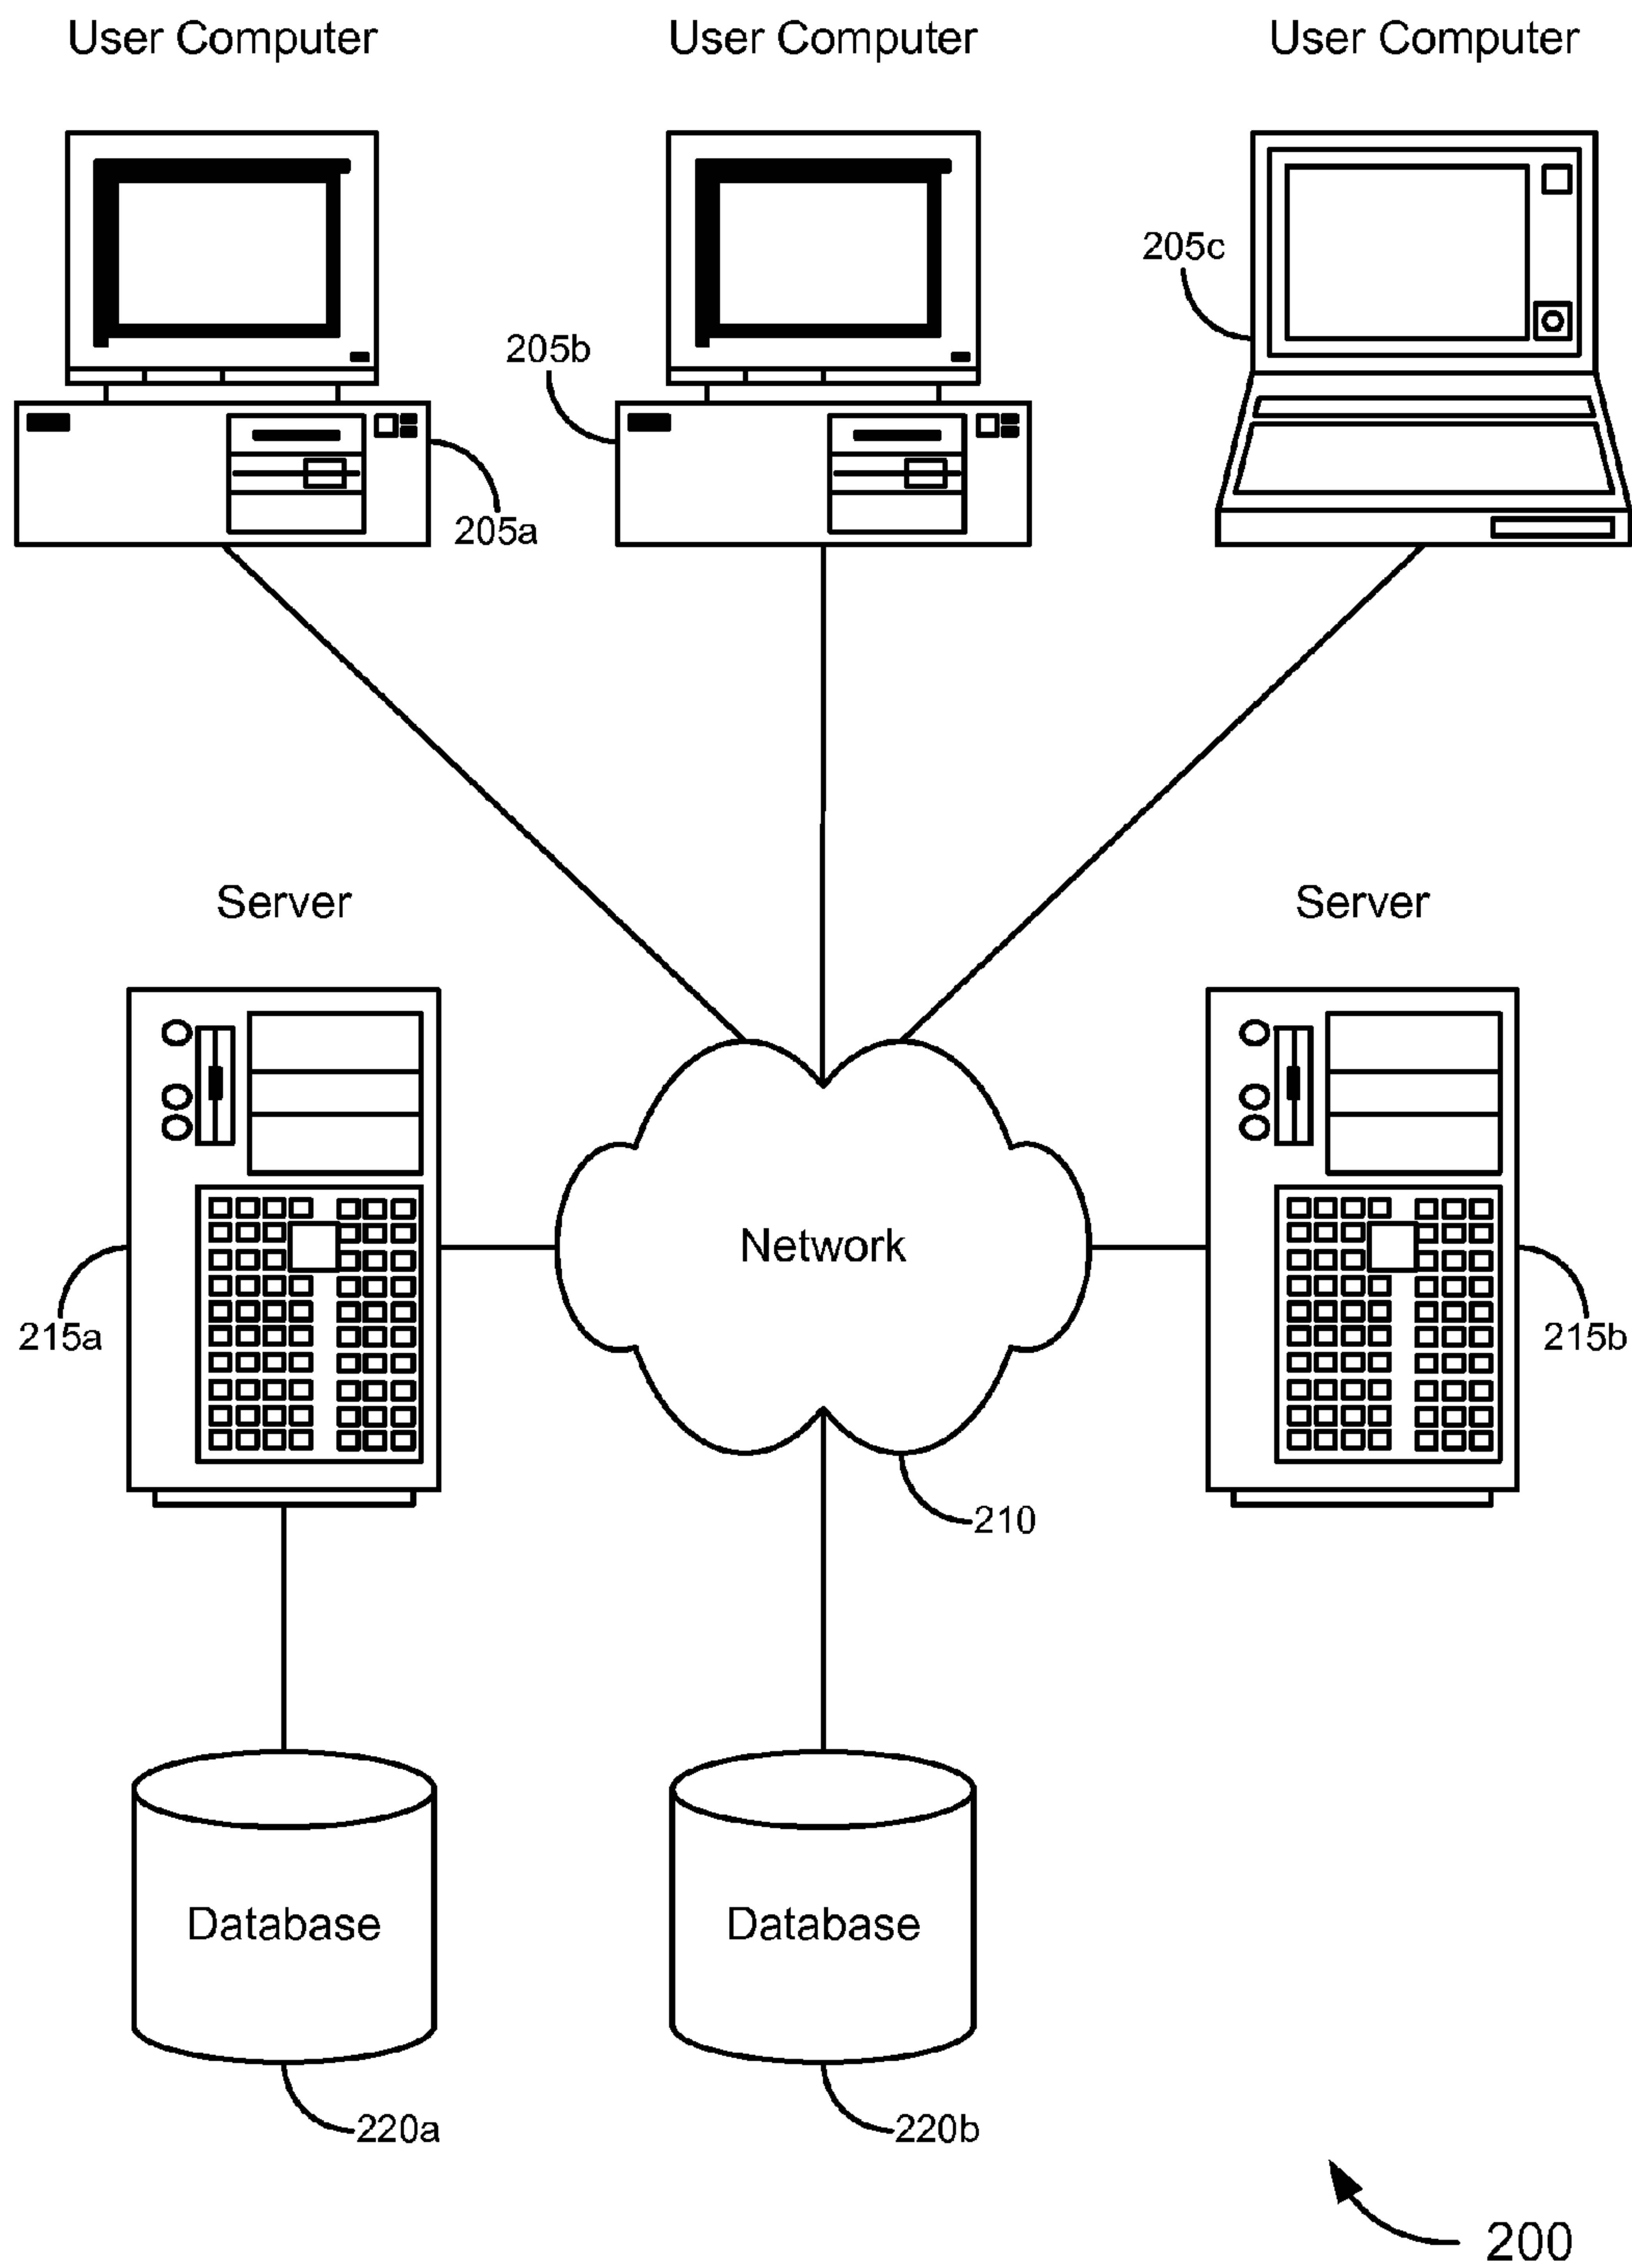 User Computer
User Computer
User Computer
205c
205b
205a
Server
Server
Network
215a
215b
210
Database
Database
220a
220b
200